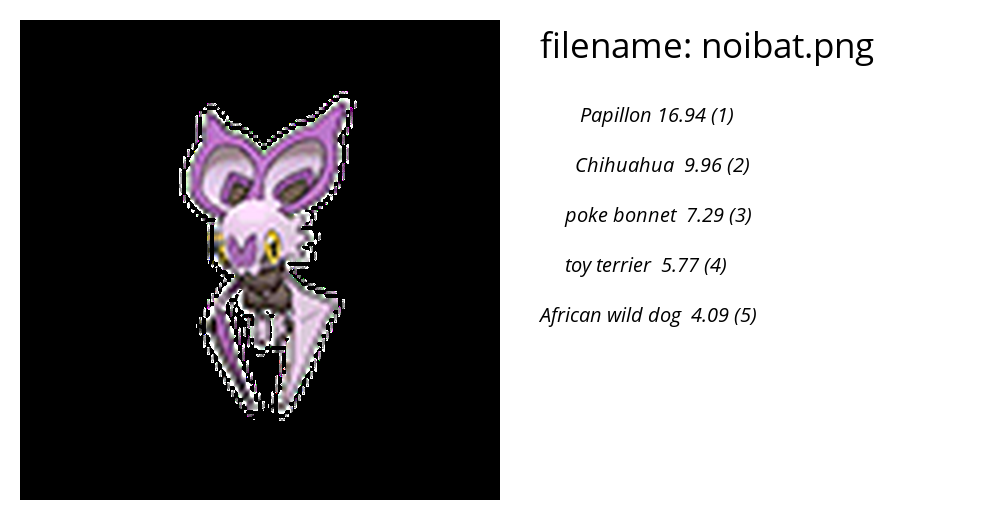 filename: noibat.png
Papillon 16.94 (1)
Chihuahua 9.96 (2)
poke bonnet 7.29 (3)
toy terrier 5.77 (4)
African wild dog 4.09 (5)